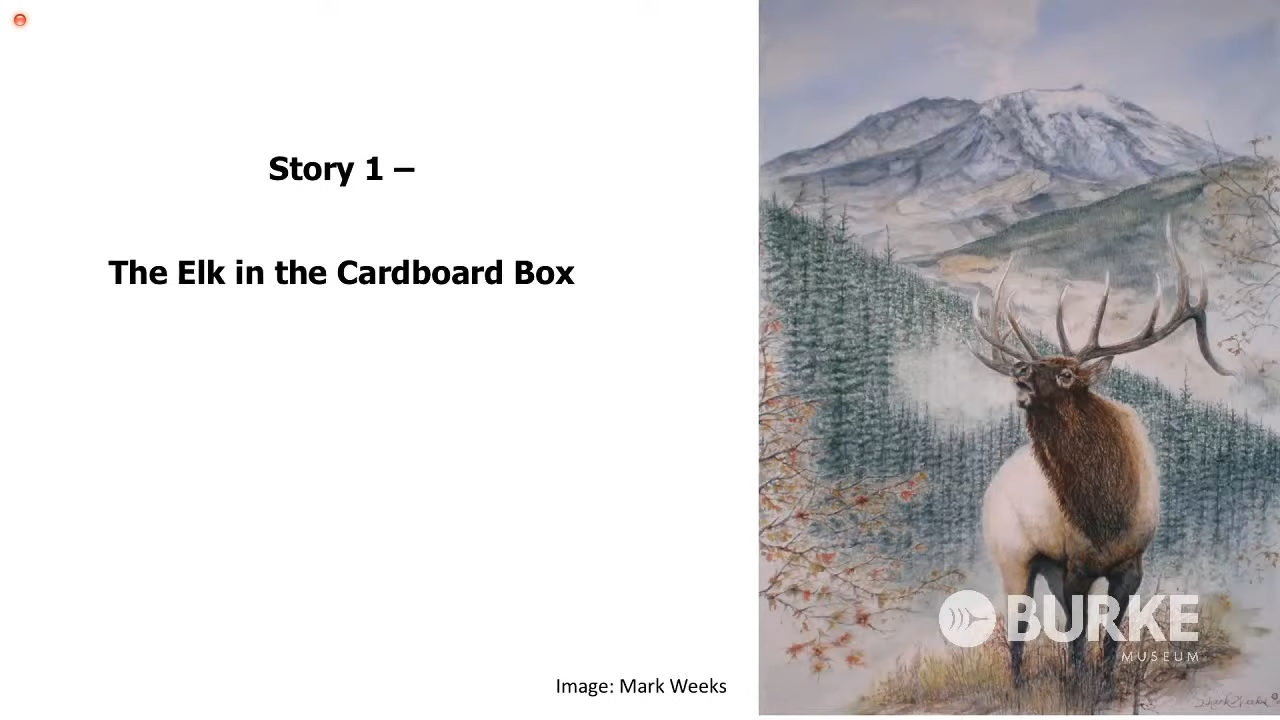 Story 1 –
The Elk in the Cardboard Box
BURKE
MUSEUM
Image: Mark Weeks